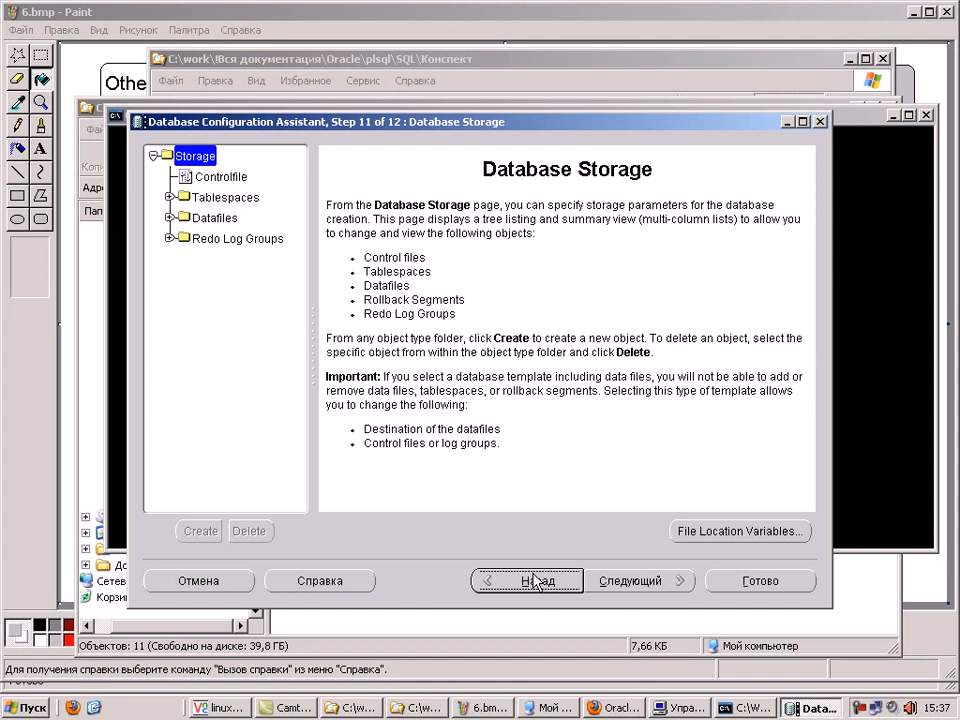 6.bmp - Paint
Файл Правка Вид Рисунок Палитра Справка
C:\work\!Вся документация\Oracle\plsql\SQL\Конспект
Файл Правка Вид Избранное Сервис Справка
Othe
Database Configuration Assistant, Step 11 of 12 : Database Storage
Storage
Controlfile
Tablespaces
Datafiles
Redo Log Groups
Database Storage
From the Database Storage page, you can specify storage parameters for the database
creation. This page displays a tree listing and summary view (multi-column lists) to allow you
to change and view the following objects:
Control files
Tablespaces
Datafiles
Rollback Segments
Redo Log Groups
From any object type folder, click Create to create a new object. To delete an object, select the
specific object from within the object type folder and click Delete.
Important: If you select a database template including data files, you will not be able to add or
remove data files, tablespaces, or rollback segments. Selecting this type of template allows
you to change the following:
Destination of the datafiles
Control files or log groups.
Create Delete
File Location Variables...
Отмена Справка Назад Следующий Готово
Адре
Пап
До
Сетев
Корзи
Объектов: 11 (Свободно на диске: 39,8 ГБ)
7,66 КБ
Мой компьютер
Для получения справки выберите команду "Вызов справки" из меню "Справка".
Пуск
linux...
Camt...
C:\w...
C:\w...
6.bm...
Мой ...
Oracl...
Упра...
C:\W...
Data...
15:37